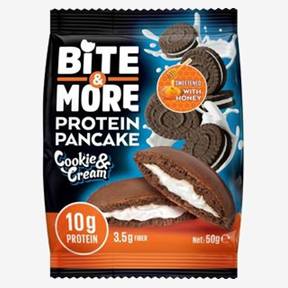 BiTE
&
MORE
PROTEIN
PANCAKE
Cookie &
Cream
SWEETENED
WITH
HONEY
10g
PROTEIN
3.5g FIBER
Net: 50g